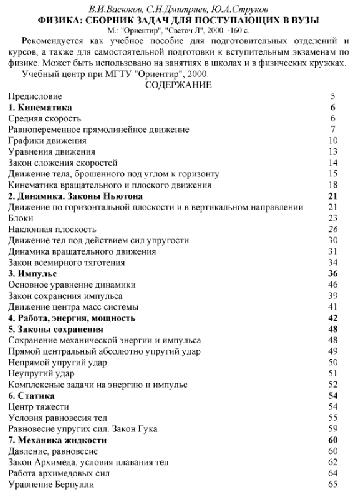 В.И.Васюков, С.Н.Дмитриев, Ю.А.Струков
ФИЗИКА: СБОРНИК ЗАДАЧ ДЛЯ ПОСТУПАЮЩИХ В ВУЗЫ
М.: "Ориентир", "Светоч Л", 2000. -160 с.
Рекомендуется как учебное пособие для подготовительных отделений и
курсов, а также для самостоятельной подготовки к вступительным экзаменам по
физике. Может быть использовано на занятиях в школах и в физических кружках.
Учебный центр при МГТУ "Ориентир", 2000.
СОДЕРЖАНИЕ
Предисловие 5
1. Кинематика 6
Средняя скорость 6
Равнопеременное прямолинейное движение 7
Графики движения 10
Уравнения движения 13
Закон сложения скоростей 14
Движение тела, брошенного под углом к горизонту 15
Кинематика вращательного и плоского движения 18
2. Динамика. Законы Ньютона 21
Движение по горизонтальной плоскости и в вертикальном направлении 21
Блоки 23
Наклонная плоскость 26
Движение тел под действием сил упругости 30
Динамика вращательного движения 31
Закон всемирного тяготения 34
3. Импульс 36
Основное уравнение динамики 46
Закон сохранения импульса 39
Движение центра масс системы 41
4. Работа, энергия, мощность 42
5. Законы сохранения 48
Сохранение механической энергии и импульса 48
Прямой центральный абсолютно упругий удар 49
Непрямой упругий удар 50
Неупругий удар 51
Комплексные задачи на энергию и импульс 52
6. Статика 54
Центр тяжести 54
Условия равновесия тел 55
Равновесие упругих сил. Закон Гука 59
7. Механика жидкости 60
Давление, равновесие 60
Закон Архимеда, условия плавания тел 62
Работа архимедовых сил 64
Уравнение Бернулли 65